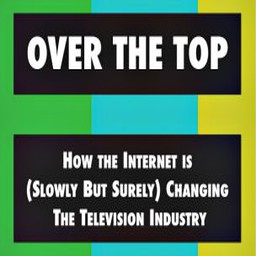 OVER THE TOP
HOW THE INTERNET IS
(SLOWLY BUT SURELY) CHANGING
THE TELEVISION INDUSTRY